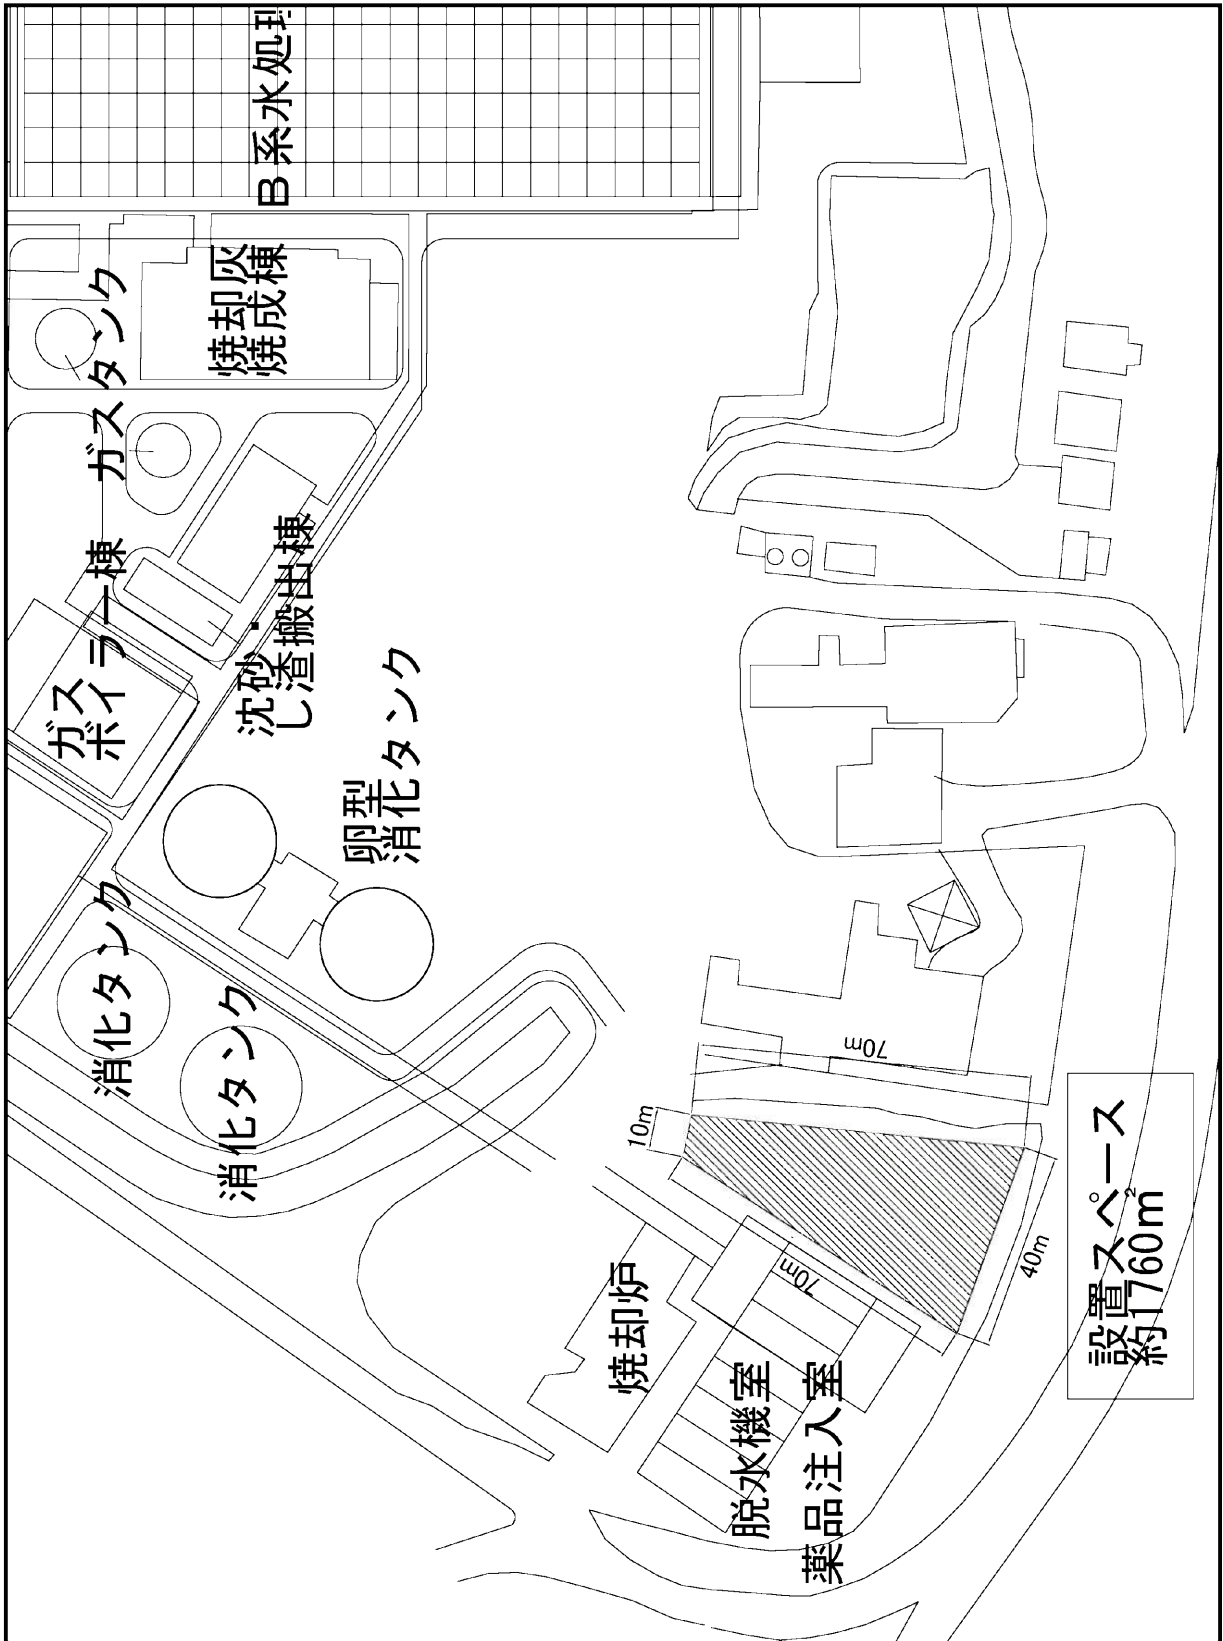 B系水処理
焼却灰
焼成棟
ガスタンク
ガスタンク
ガス
ボイラー棟
沈砂・
し渣搬出棟
卵型
消化タンク
消化タンク
消化タンク
焼却炉
脱水機室
薬品注入室
10m
70m
70m
40m
設置スペース
約1760m²